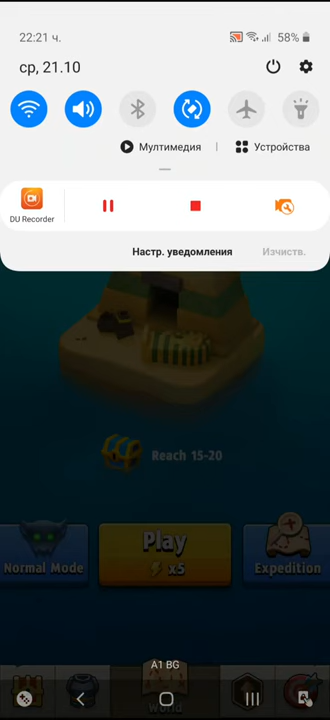 22:21 ч.
58%
ср, 21.10
Мултимедия
Устройства
DU Recorder
Настр. уведомления
Изчиств.
Reach 15-20
Normal Mode
Play
x5
Expedition
A1 BG
World